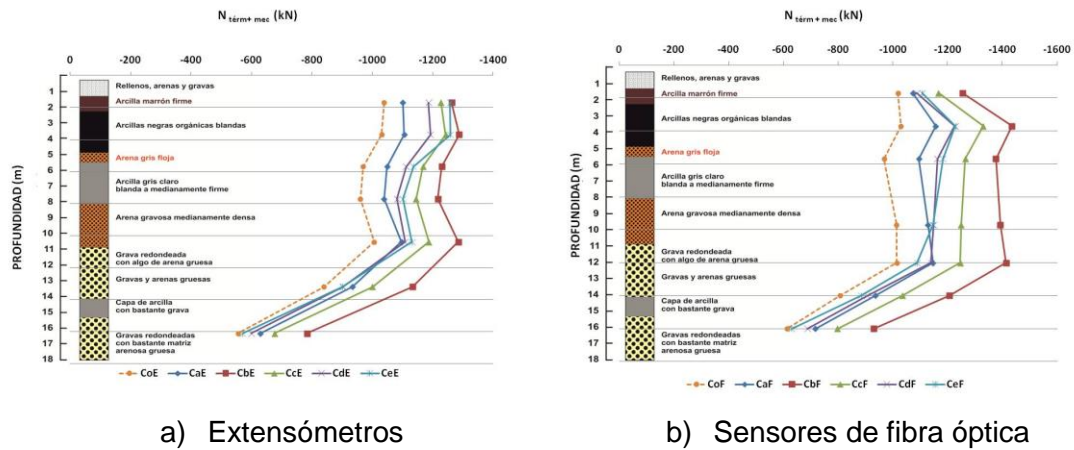 N térm+ mec (kN)
0 -200 -400 -600 -800 -1000 -1200 -1400
PROFUNDIDAD (m)
1
2
3
4
5
6
7
8
9
10
11
12
13
14
15
16
17
18
Rellenos, arenas y gravas
Arcilla marrón firme
Arcillas negras orgánicas blandas
Arena gris floja
Arcilla gris claro
blanda a medianamente firme
Arena gravosa medianamente densa
Grava redondeada
con algo de arena gruesa
Gravas y arenas gruesas
Capa de arcilla
con bastante grava
Gravas redondeadas
con bastante matriz
arenosa gruesa
CoE CaE CbE CcE CdE CeE
a) Extensómetros
N térm+ mec (kN)
0 -200 -400 -600 -800 -1000 -1200 -1400 -1600
PROFUNDIDAD (m)
1
2
3
4
5
6
7
8
9
10
11
12
13
14
15
16
17
18
Rellenos, arenas y gravas
Arcilla marrón firme
Arcillas negras orgánicas blandas
Arena gris floja
Arcilla gris claro
blanda a medianamente firme
Arena gravosa medianamente densa
Grava redondeada
con algo de arena gruesa
Gravas y arenas gruesas
Capa de arcilla
con bastante grava
Gravas redondeadas
con bastante matriz
arenosa gruesa
CoF CaF CbF CcF CdF CeF
b) Sensores de fibra óptica